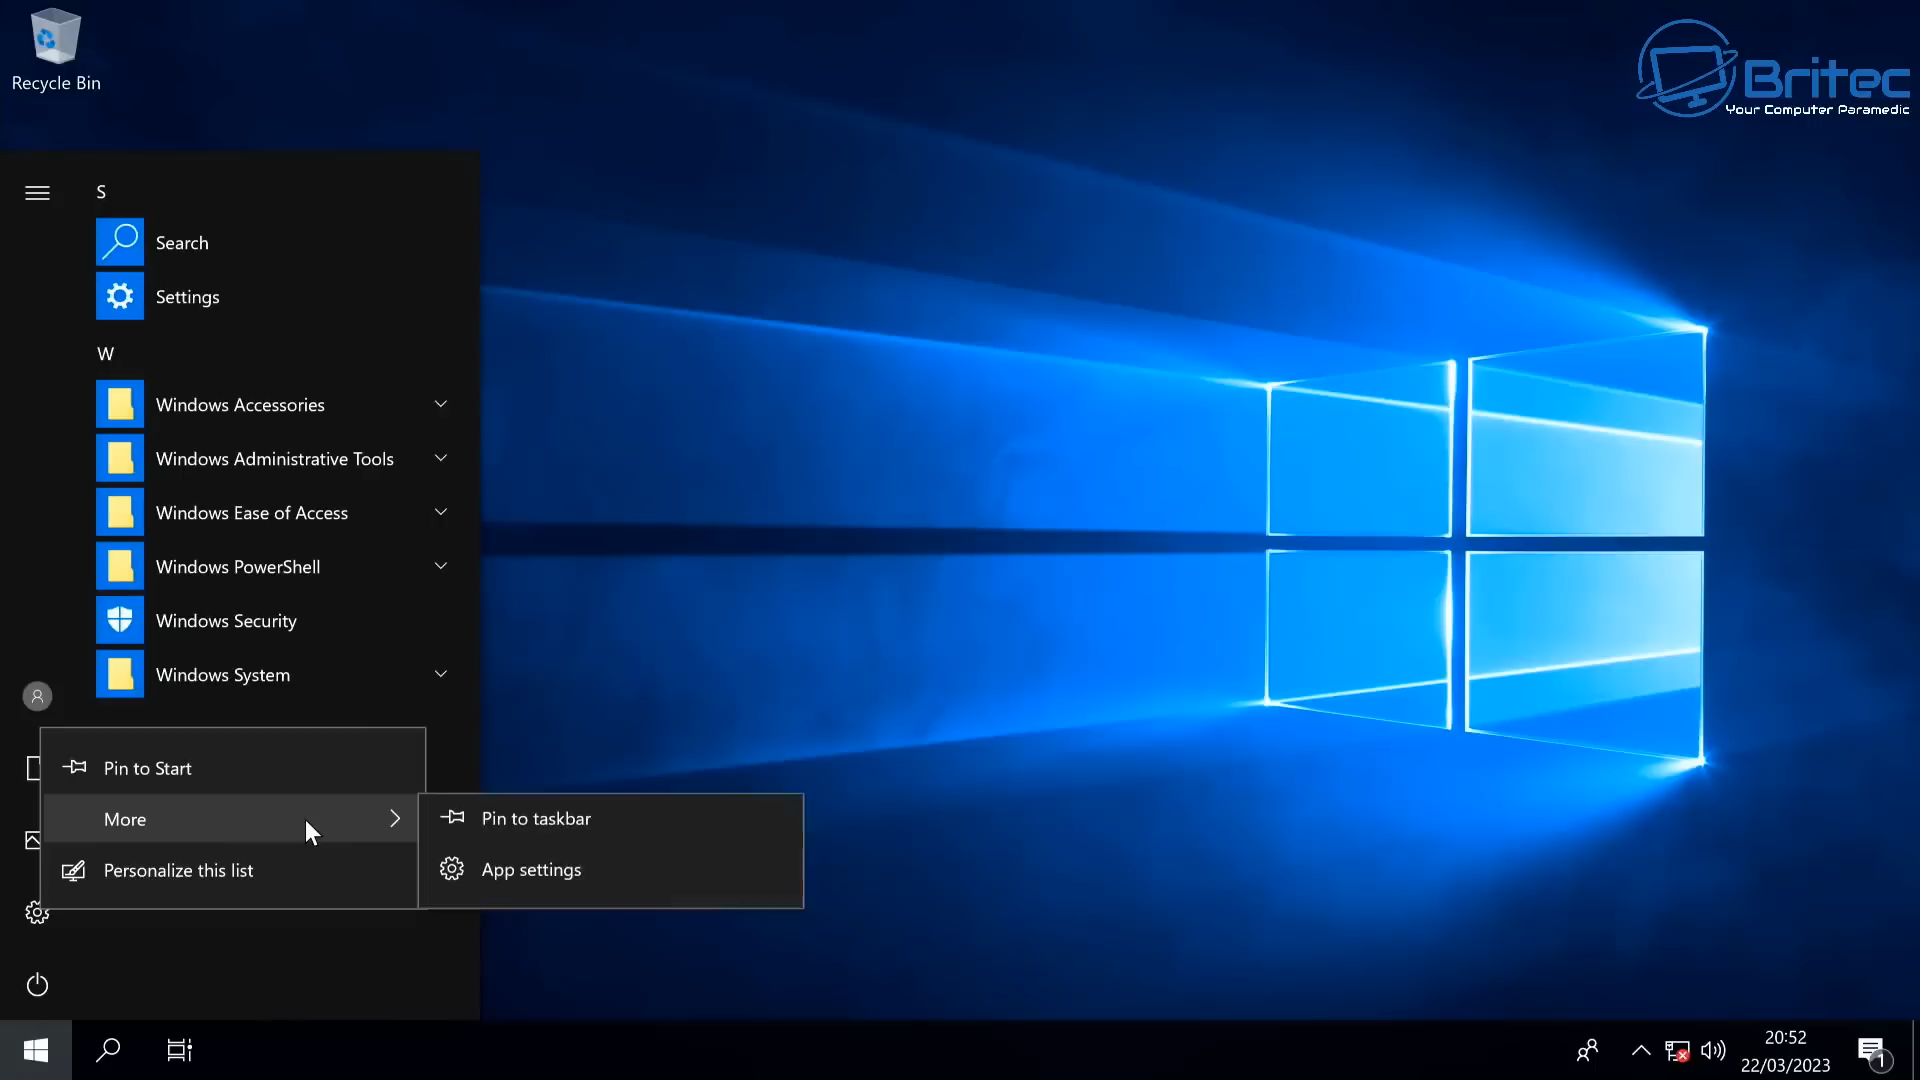 Recycle Bin
Britec
Your Computer Paramedic
S
Search
Settings
W
Windows Accessories
Windows Administrative Tools
Windows Ease of Access
Windows PowerShell
Windows Security
Windows System
Pin to Start
More
Personalize this list
Pin to taskbar
App settings
20:52
22/03/2023
1